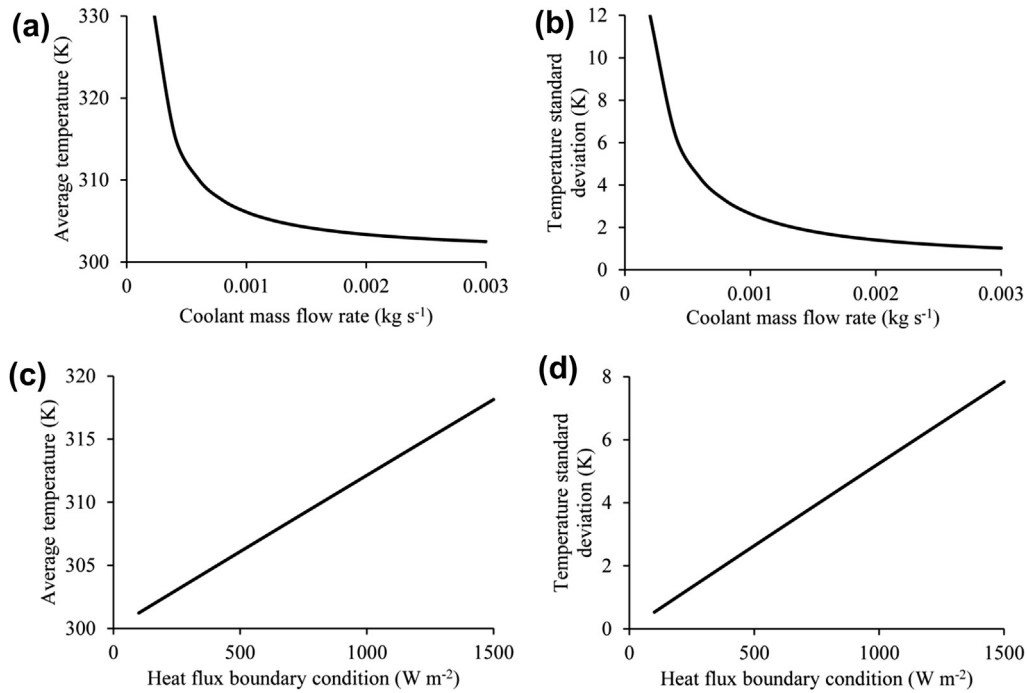 (a)
Average temperature (K)
330
320
310
300
0
0.001
0.002
0.003
Coolant mass flow rate (kg s⁻¹)
(b)
Temperature standard
deviation (K)
12
10
8
6
4
2
0
0
0.001
0.002
0.003
Coolant mass flow rate (kg s⁻¹)
(c)
Average temperature (K)
320
315
310
305
300
0
500
1000
1500
Heat flux boundary condition (W m⁻²)
(d)
Temperature standard
deviation (K)
8
6
4
2
0
0
500
1000
1500
Heat flux boundary condition (W m⁻²)